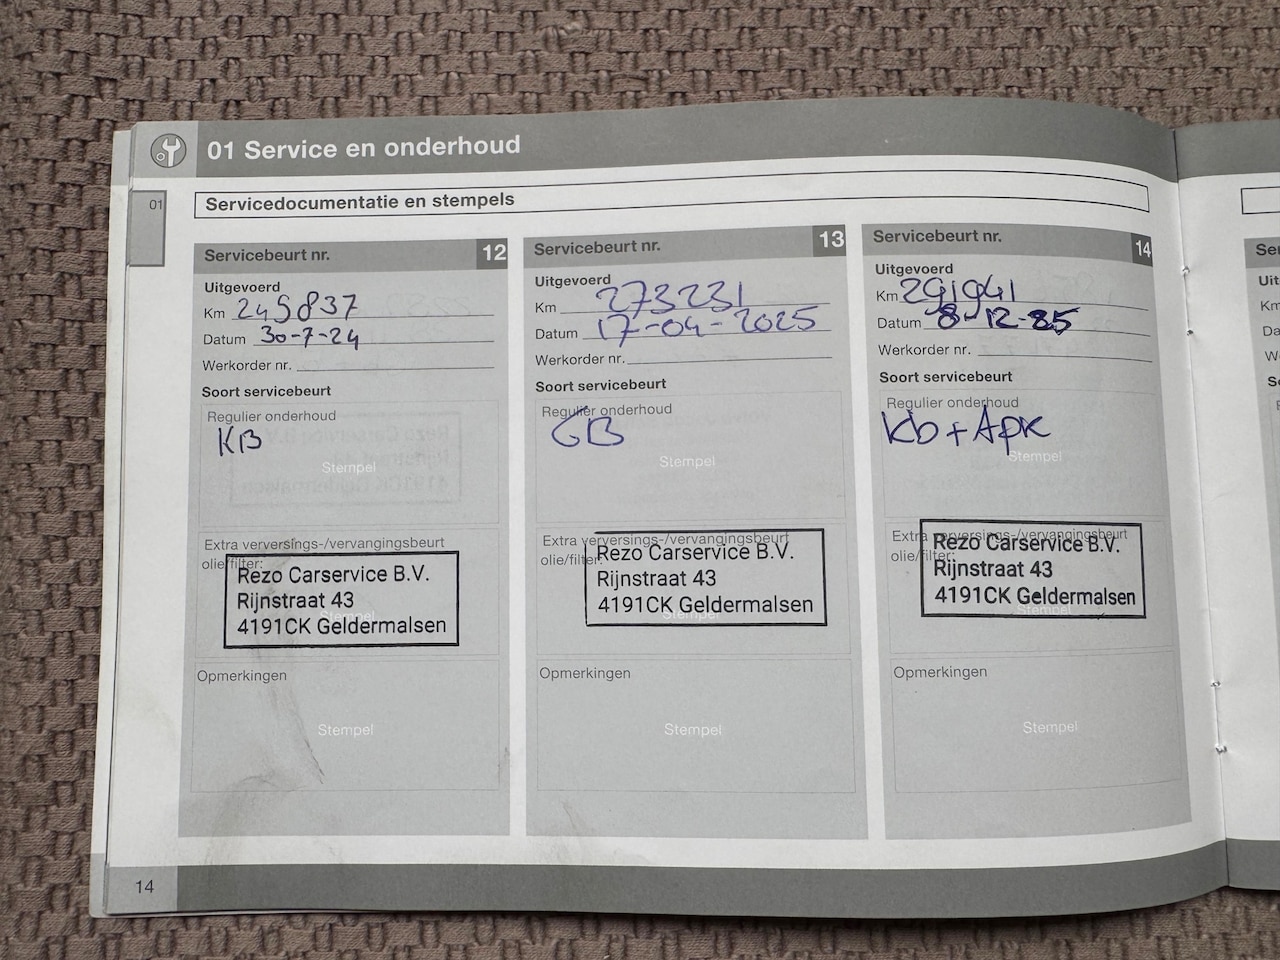 01 Service en onderhoud
01
Servicedocumentatie en stempels
Servicebeurt nr. 12
Uitgevoerd
Km 249837
Datum 30-7-24
Werkorder nr.
Soort servicebeurt
Regulier onderhoud
KB
Stempel
Extra verversings-/vervangingsbeurt
olie/filter:
Rezo Carservice B.V.
Rijnstraat 43
Stempel
4191CK Geldermalsen
Opmerkingen
Stempel
Servicebeurt nr. 13
Uitgevoerd
Km 273231
Datum 17-04-2025
Werkorder nr.
Soort servicebeurt
Regulier onderhoud
GB
Stempel
Extra verversings-/vervangingsbeurt
olie/filter:
Rezo Carservice B.V.
Rijnstraat 43
4191CK Geldermalsen
Stempel
Opmerkingen
Stempel
Servicebeurt nr. 14
Uitgevoerd
Km 291941
Datum 8-12-25
Werkorder nr.
Soort servicebeurt
Regulier onderhoud
kb + Apk
Stempel
Extra verversings-/vervangingsbeurt
olie/filter:
Rezo Carservice B.V.
Rijnstraat 43
4191CK Geldermalsen
Stempel
Opmerkingen
Stempel
14